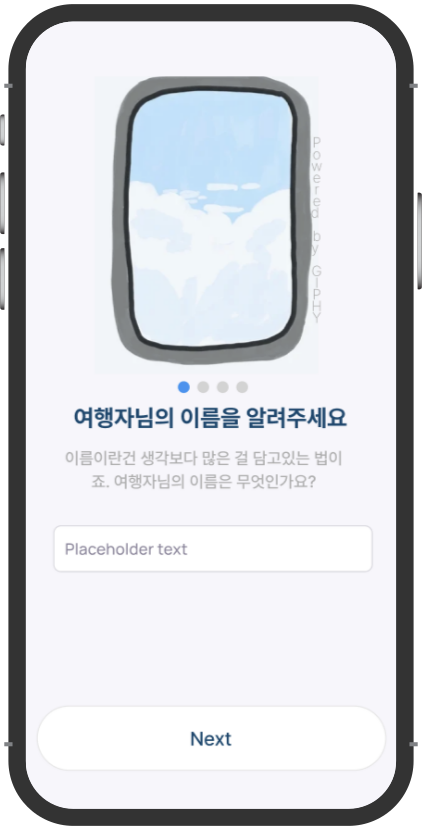 Powered by GIPHY
여행자님의 이름을 알려주세요
이름이란건 생각보다 많은 걸 담고있는 법이
죠. 여행자님의 이름은 무엇인가요?
Placeholder text
Next